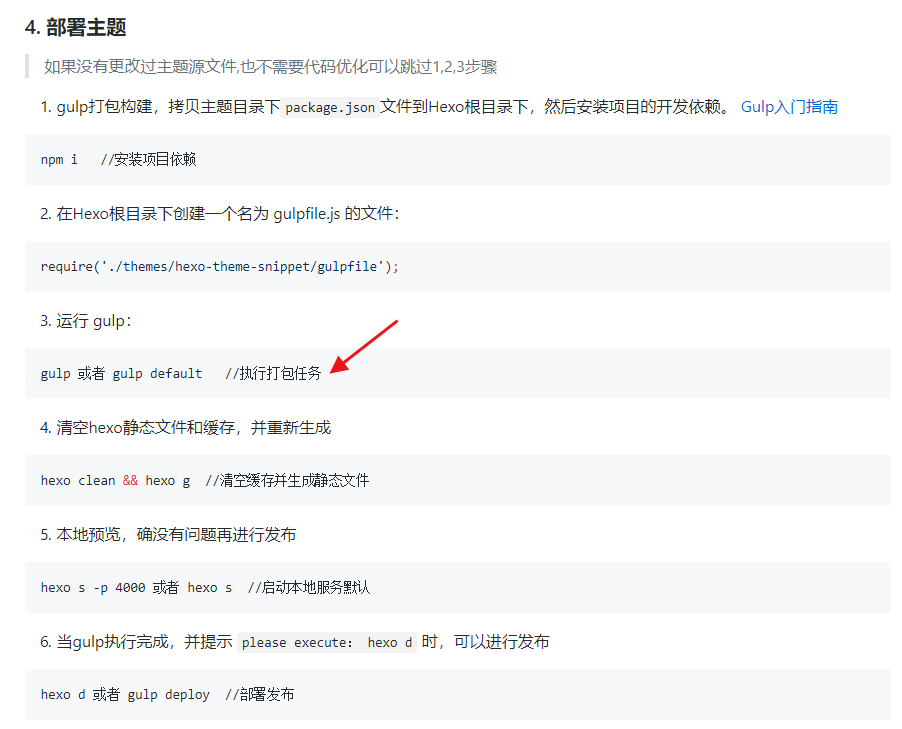 4. 部署主题
如果没有更改过主题源文件,也不需要代码优化可以跳过1,2,3步骤
1. gulp打包构建，拷贝主题目录下 package.json 文件到Hexo根目录下，然后安装项目的开发依赖。 Gulp入门指南
npm i   //安装项目依赖
2. 在Hexo根目录下创建一个名为 gulpfile.js 的文件：
require('./themes/hexo-theme-snippet/gulpfile');
3. 运行 gulp：
gulp 或者 gulp default   //执行打包任务
4. 清空hexo静态文件和缓存，并重新生成
hexo clean && hexo g  //清空缓存并生成静态文件
5. 本地预览，确没有问题再进行发布
hexo s -p 4000 或者 hexo s  //启动本地服务默认
6. 当gulp执行完成，并提示 please execute： hexo d 时，可以进行发布
hexo d 或者 gulp deploy  //部署发布